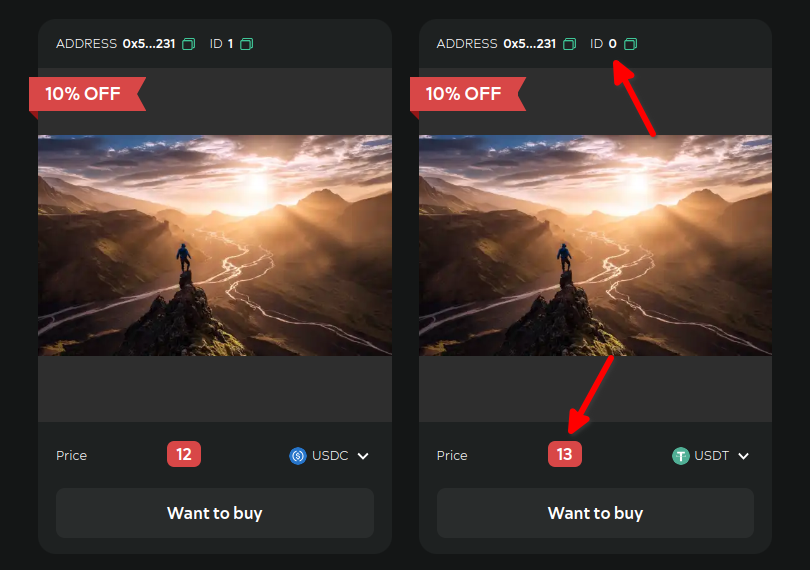 ADDRESS 0x5...231 ID 1
10% OFF
Price 12 USDC
Want to buy
ADDRESS 0x5...231 ID 0
10% OFF
Price 13 USDT
Want to buy